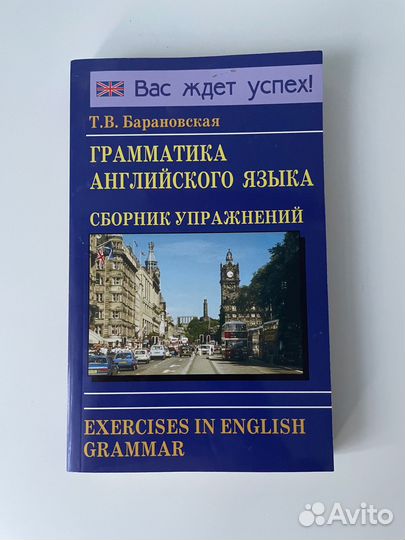 Вас ждет успех!
Т.В. Барановская
ГРАММАТИКА
АНГЛИЙСКОГО ЯЗЫКА
СБОРНИК УПРАЖНЕНИЙ
EXERCISES IN ENGLISH
GRAMMAR
Avito